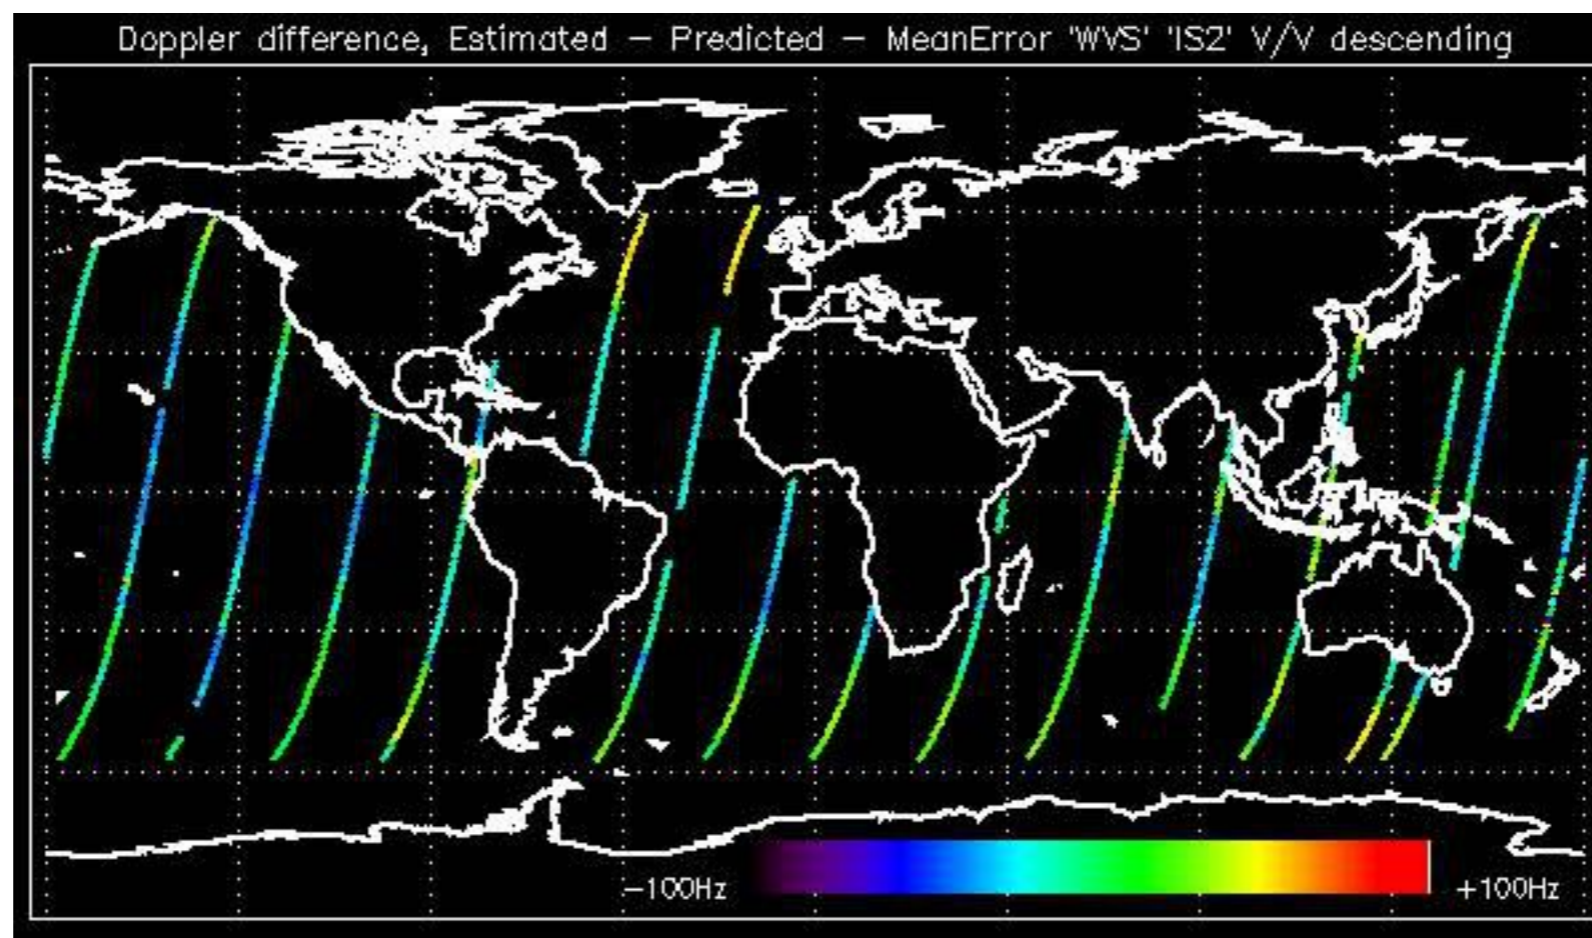 Doppler difference, Estimated – Predicted – MeanError 'WVS' 'IS2' V/V descending
–100Hz +100Hz